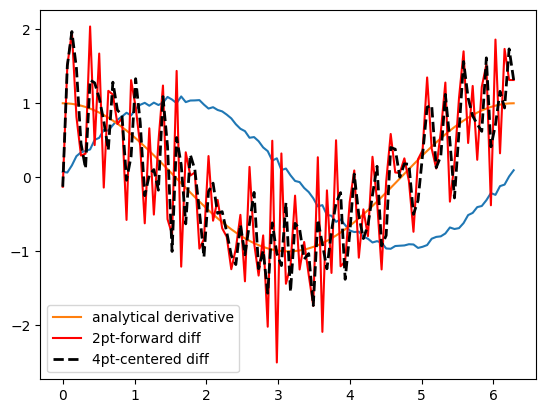 2
1
0
−1
−2
analytical derivative
2pt-forward diff
4pt-centered diff
0 1 2 3 4 5 6